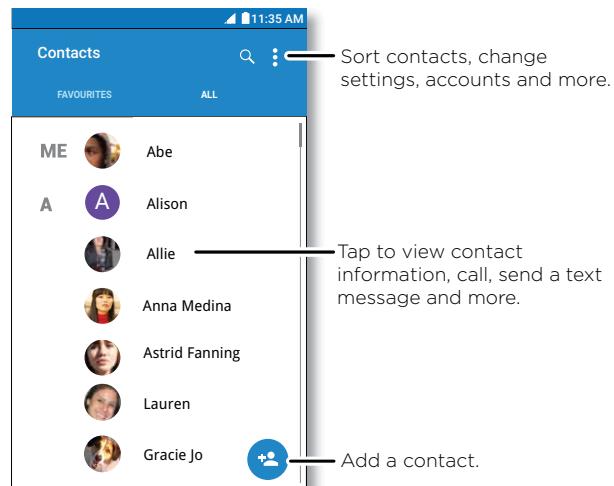 11:35 AM
Contacts
FAVOURITES ALL
Sort contacts, change
settings, accounts and more.
ME Abe
A A Alison
Allie
Tap to view contact
information, call, send a text
message and more.
Anna Medina
Astrid Fanning
Lauren
Gracie Jo
Add a contact.